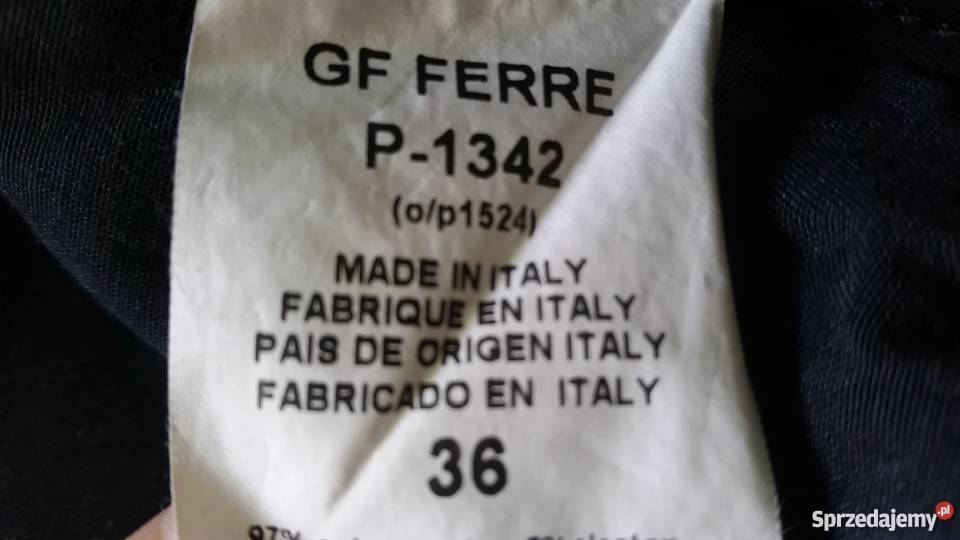 GF FERRE
P-1342
(o/p1524)
MADE IN ITALY
FABRIQUE EN ITALY
PAIS DE ORIGEN ITALY
FABRICADO EN ITALY
36
97%
Sprzedajemy.pl